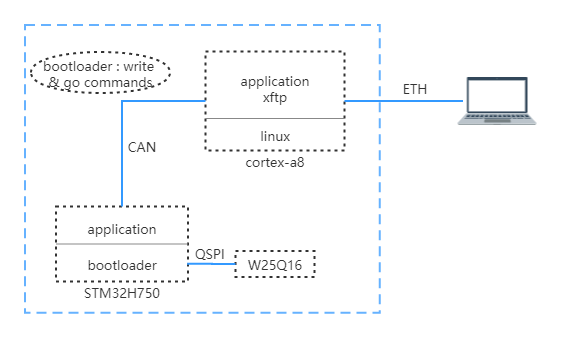 bootloader : write
& go commands
application
xftp
linux
cortex-a8
ETH
CAN
application
bootloader
STM32H750
QSPI
W25Q16